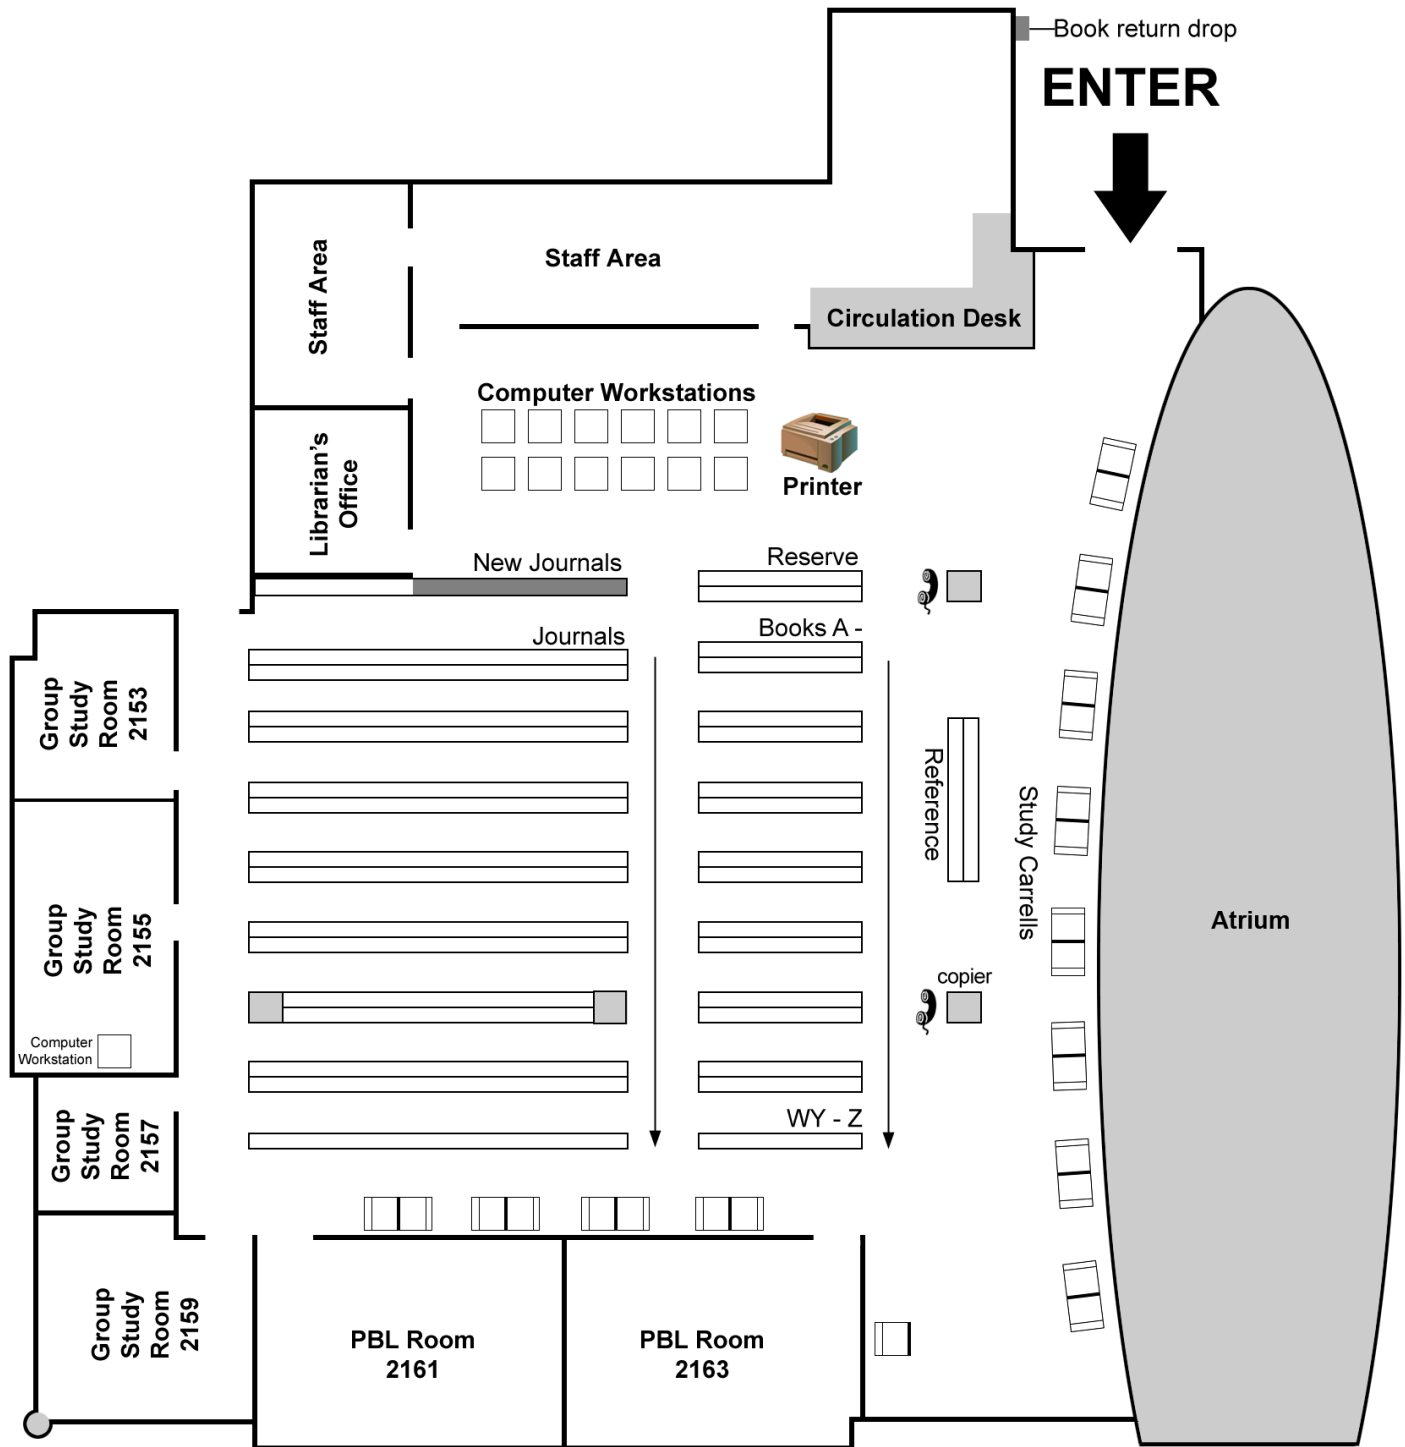 Book return drop
ENTER
Staff Area
Staff Area
Circulation Desk
Computer Workstations
Printer
Librarian's
Office
New Journals
Reserve
Journals
Books A -
Group
Study
Room
2153
Reference
Study Carrells
Group
Study
Room
2155
Atrium
copier
Computer
Workstation
Group
Study
Room
2157
WY - Z
Group
Study
Room
2159
PBL Room
2161
PBL Room
2163